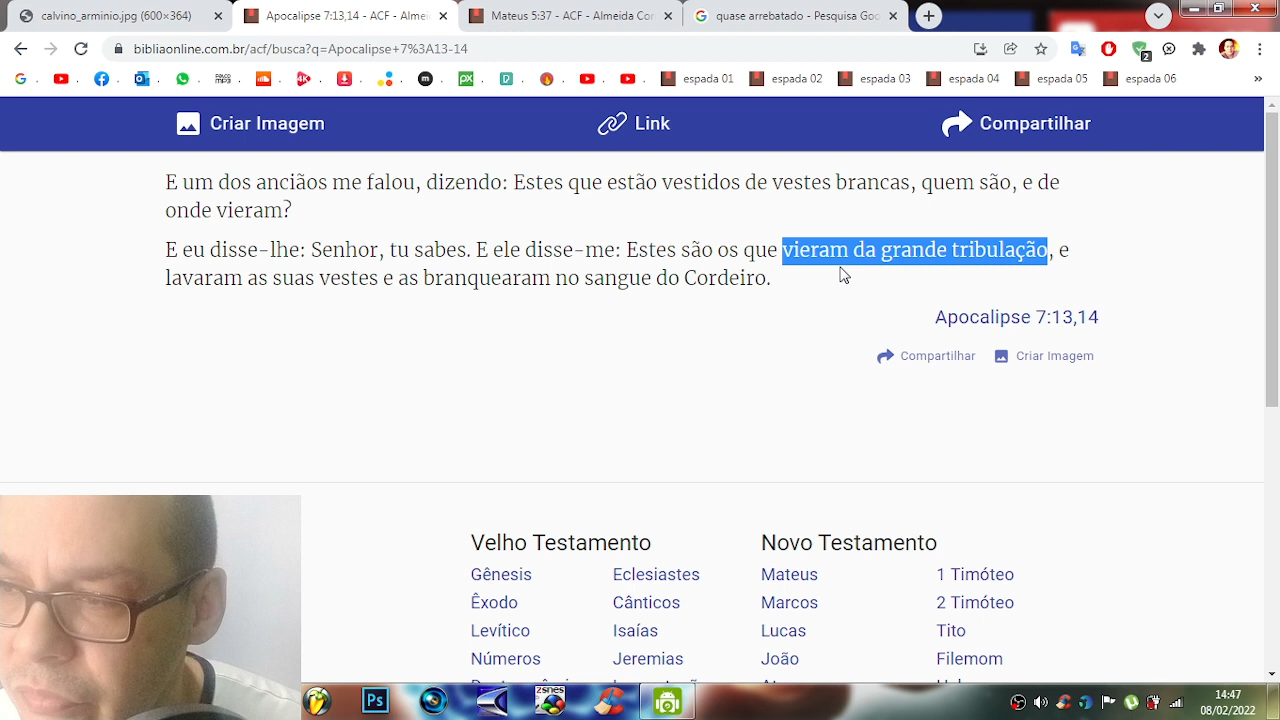 calvino_arminio.jpg (600×364)
Apocalipse 7:13,14 - ACF - Almei
Mateus 5:7 - ACF - Almeida Cor
quase arrebatado - Pesquisa Goo
bibliaonline.com.br/acf/busca?q=Apocalipse+7%3A13-14
espada 01
espada 02
espada 03
espada 04
espada 05
espada 06
Criar Imagem
Link
Compartilhar
E um dos anciãos me falou, dizendo: Estes que estão vestidos de vestes brancas, quem são, e de
onde vieram?
E eu disse-lhe: Senhor, tu sabes. E ele disse-me: Estes são os que vieram da grande tribulação, e
lavaram as suas vestes e as branquearam no sangue do Cordeiro.
Apocalipse 7:13,14
Compartilhar
Criar Imagem
Velho Testamento
Novo Testamento
Gênesis
Eclesiastes
Mateus
1 Timóteo
Êxodo
Cânticos
Marcos
2 Timóteo
Levítico
Isaías
Lucas
Tito
Números
Jeremias
João
Filemom
Ps
zsnes
14:47
08/02/2022